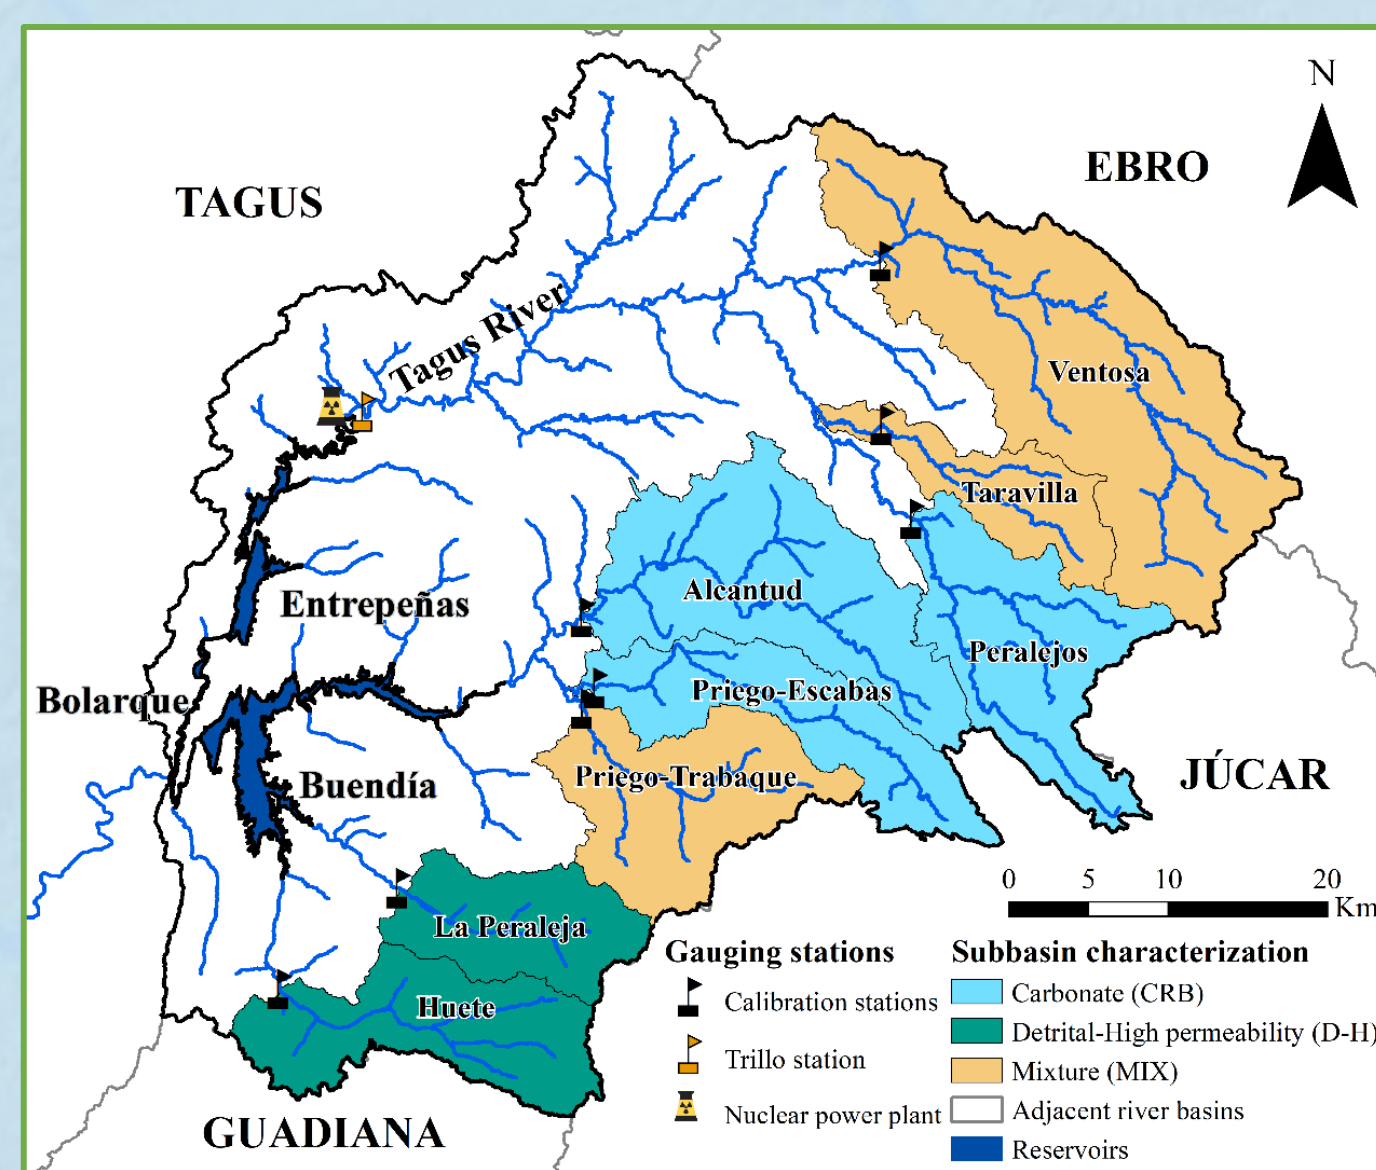 N
EBRO
TAGUS
Tagus River
Ventosa
Taravilla
Alcantud
Entrepeñas
Peralejos
Priego-Escabas
Bolarque
Priego-Trabaque
JÚCAR
Buendía
0 5 10 20
Km
La Peraleja
Huete
GUADIANA
Gauging stations
Calibration stations
Trillo station
Nuclear power plant
Subbasin characterization
Carbonate (CRB)
Detrital-High permeability (D-H)
Mixture (MIX)
Adjacent river basins
Reservoirs